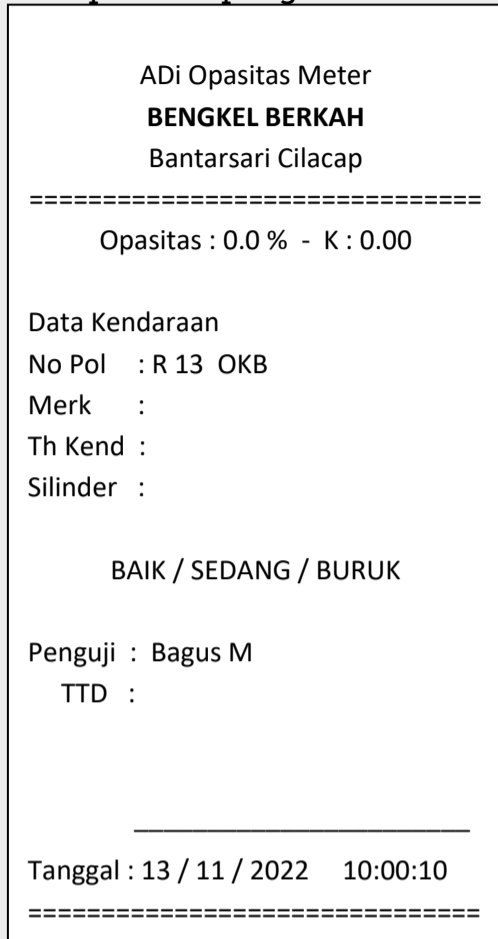 ADi Opasitas Meter
BENGKEL BERKAH
Bantarsari Cilacap
===============================
Opasitas : 0.0 % - K : 0.00
Data Kendaraan
No Pol : R 13 OKB
Merk :
Th Kend :
Silinder :
BAIK / SEDANG / BURUK
Penguji : Bagus M
TTD :
_______________________
Tanggal : 13 / 11 / 2022 10:00:10
===============================